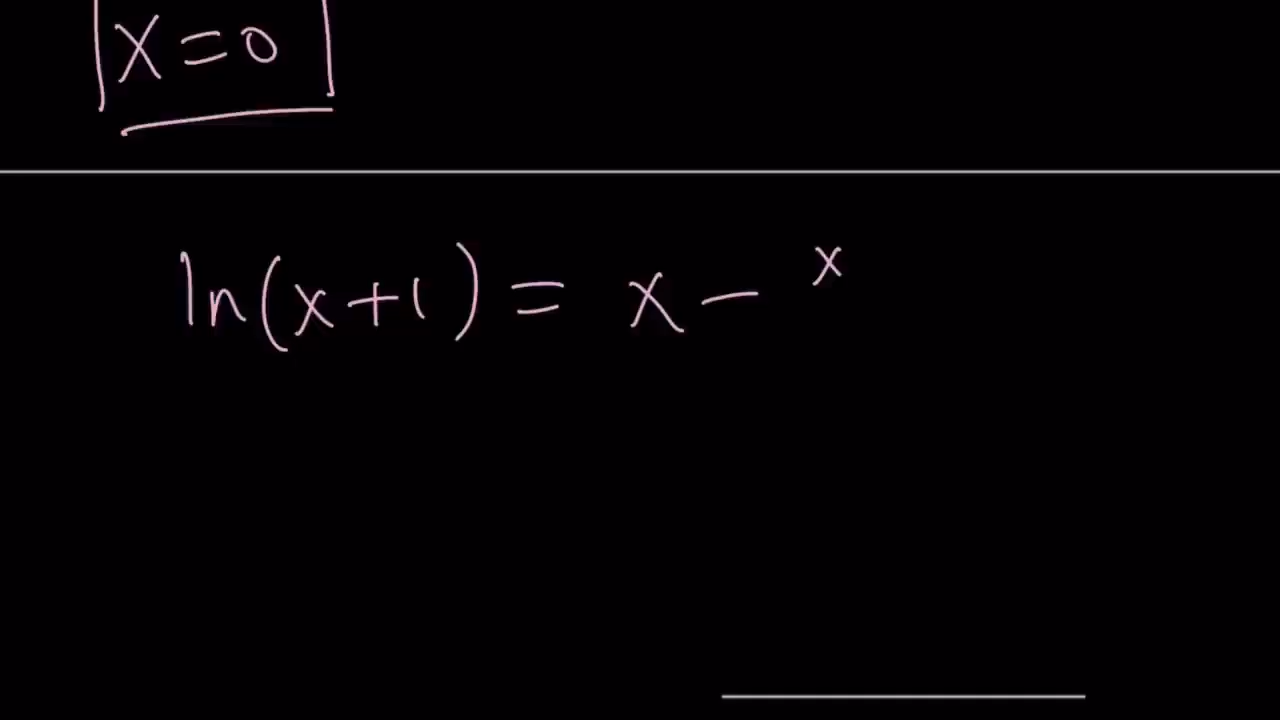 x=0
ln(x+1) = x - x